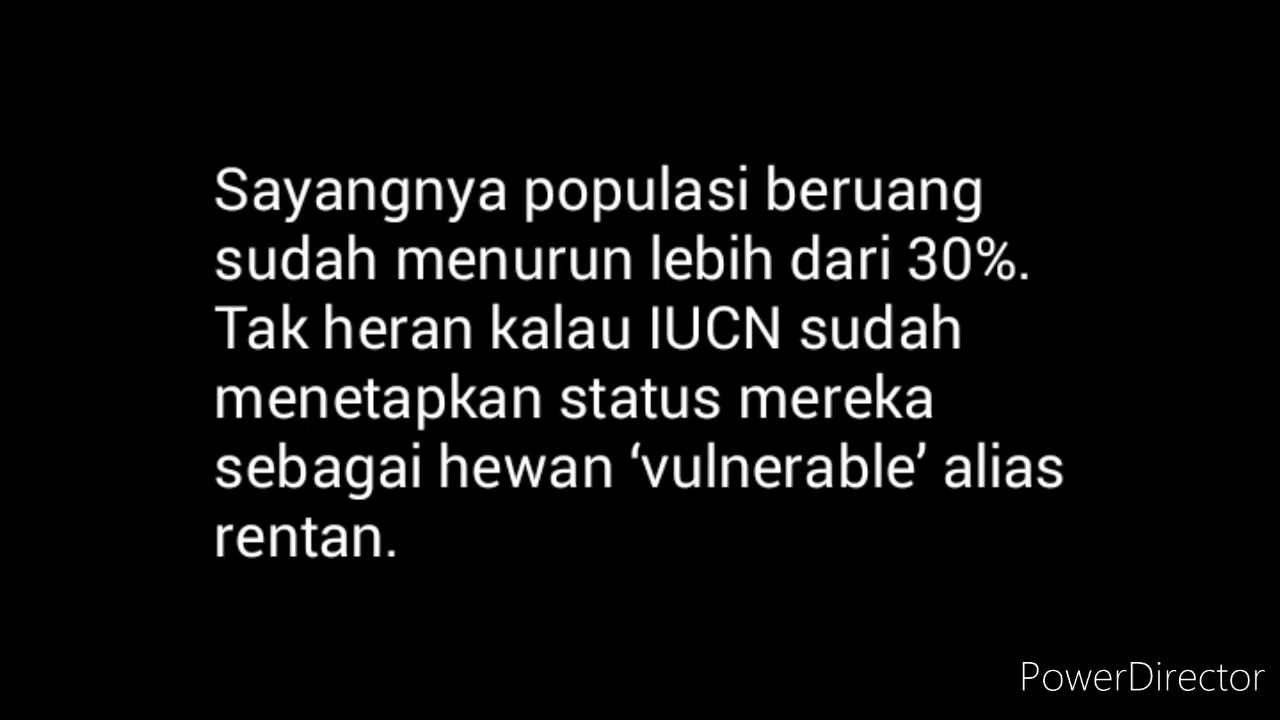 Sayangnya populasi beruang
sudah menurun lebih dari 30%.
Tak heran kalau IUCN sudah
menetapkan status mereka
sebagai hewan ‘vulnerable’ alias
rentan.
PowerDirector